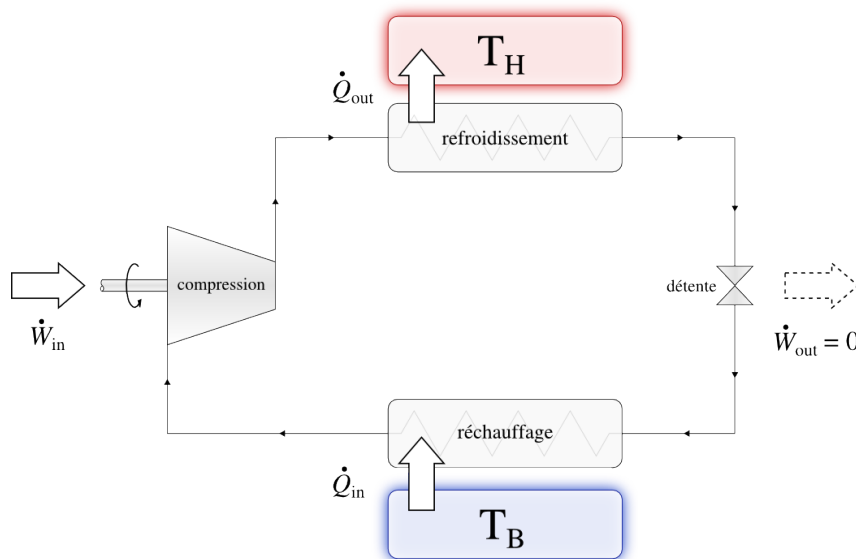 T_H
Q̇_out
refroidissement
compression
détente
Ẇ_in
Ẇ_out = 0
réchauffage
Q̇_in
T_B